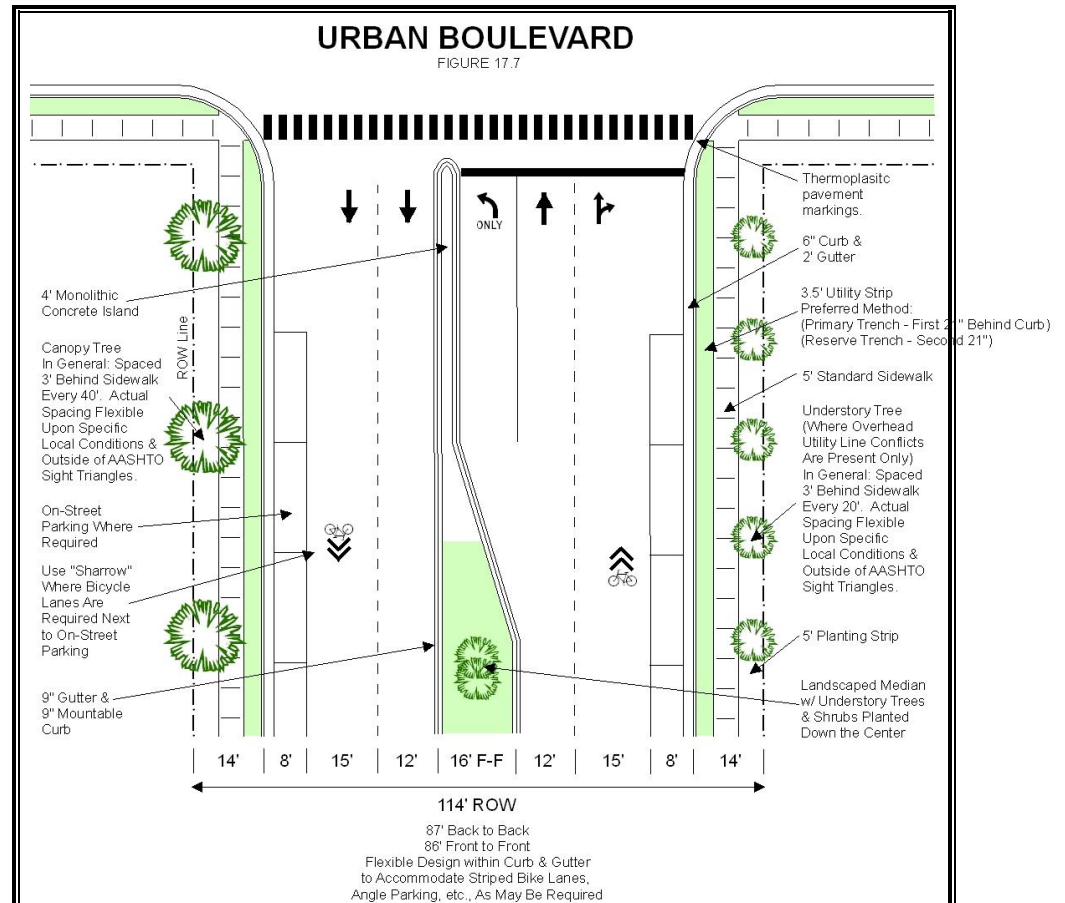 URBAN BOULEVARD
FIGURE 17.7
ONLY
Thermoplasitc
pavement
markings.
6" Curb &
2' Gutter
3.5' Utility Strip
Preferred Method:
(Primary Trench - First 21" Behind Curb)
(Reserve Trench - Second 21")
5' Standard Sidewalk
Understory Tree
(Where Overhead
Utility Line Conflicts
Are Present Only)
In General: Spaced
3' Behind Sidewalk
Every 20'. Actual
Spacing Flexible
Upon Specific
Local Conditions &
Outside of AASHTO
Sight Triangles.
5' Planting Strip
Landscaped Median
w/ Understory Trees
& Shrubs Planted
Down the Center
4' Monolithic
Concrete Island
ROW Line
Canopy Tree
In General: Spaced
3' Behind Sidewalk
Every 40'. Actual
Spacing Flexible
Upon Specific
Local Conditions &
Outside of AASHTO
Sight Triangles.
On-Street
Parking Where
Required
Use "Sharrow"
Where Bicycle
Lanes Are
Required Next
to On-Street
Parking
9" Gutter &
9" Mountable
Curb
14' 8' 15' 12' 16' F-F 12' 15' 8' 14'
114' ROW
87' Back to Back
86' Front to Front
Flexible Design within Curb & Gutter
to Accommodate Striped Bike Lanes,
Angle Parking, etc., As May Be Required